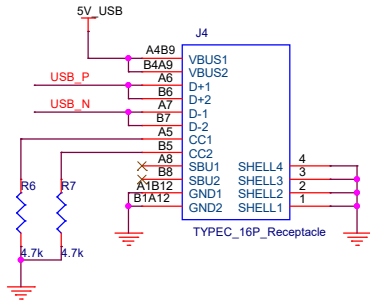 5V_USB
J4
A4B9 VBUS1
B4A9 VBUS2
USB_P A6 D+1
B6 D+2
USB_N A7 D-1
B7 D-2
A5 CC1
B5 CC2
A8 SBU1 SHELL4 4
B8 SBU2 SHELL3 3
A1B12 GND1 SHELL2 2
B1A12 GND2 SHELL1 1
R6 R7
TYPEC_16P_Receptacle
4.7k 4.7k